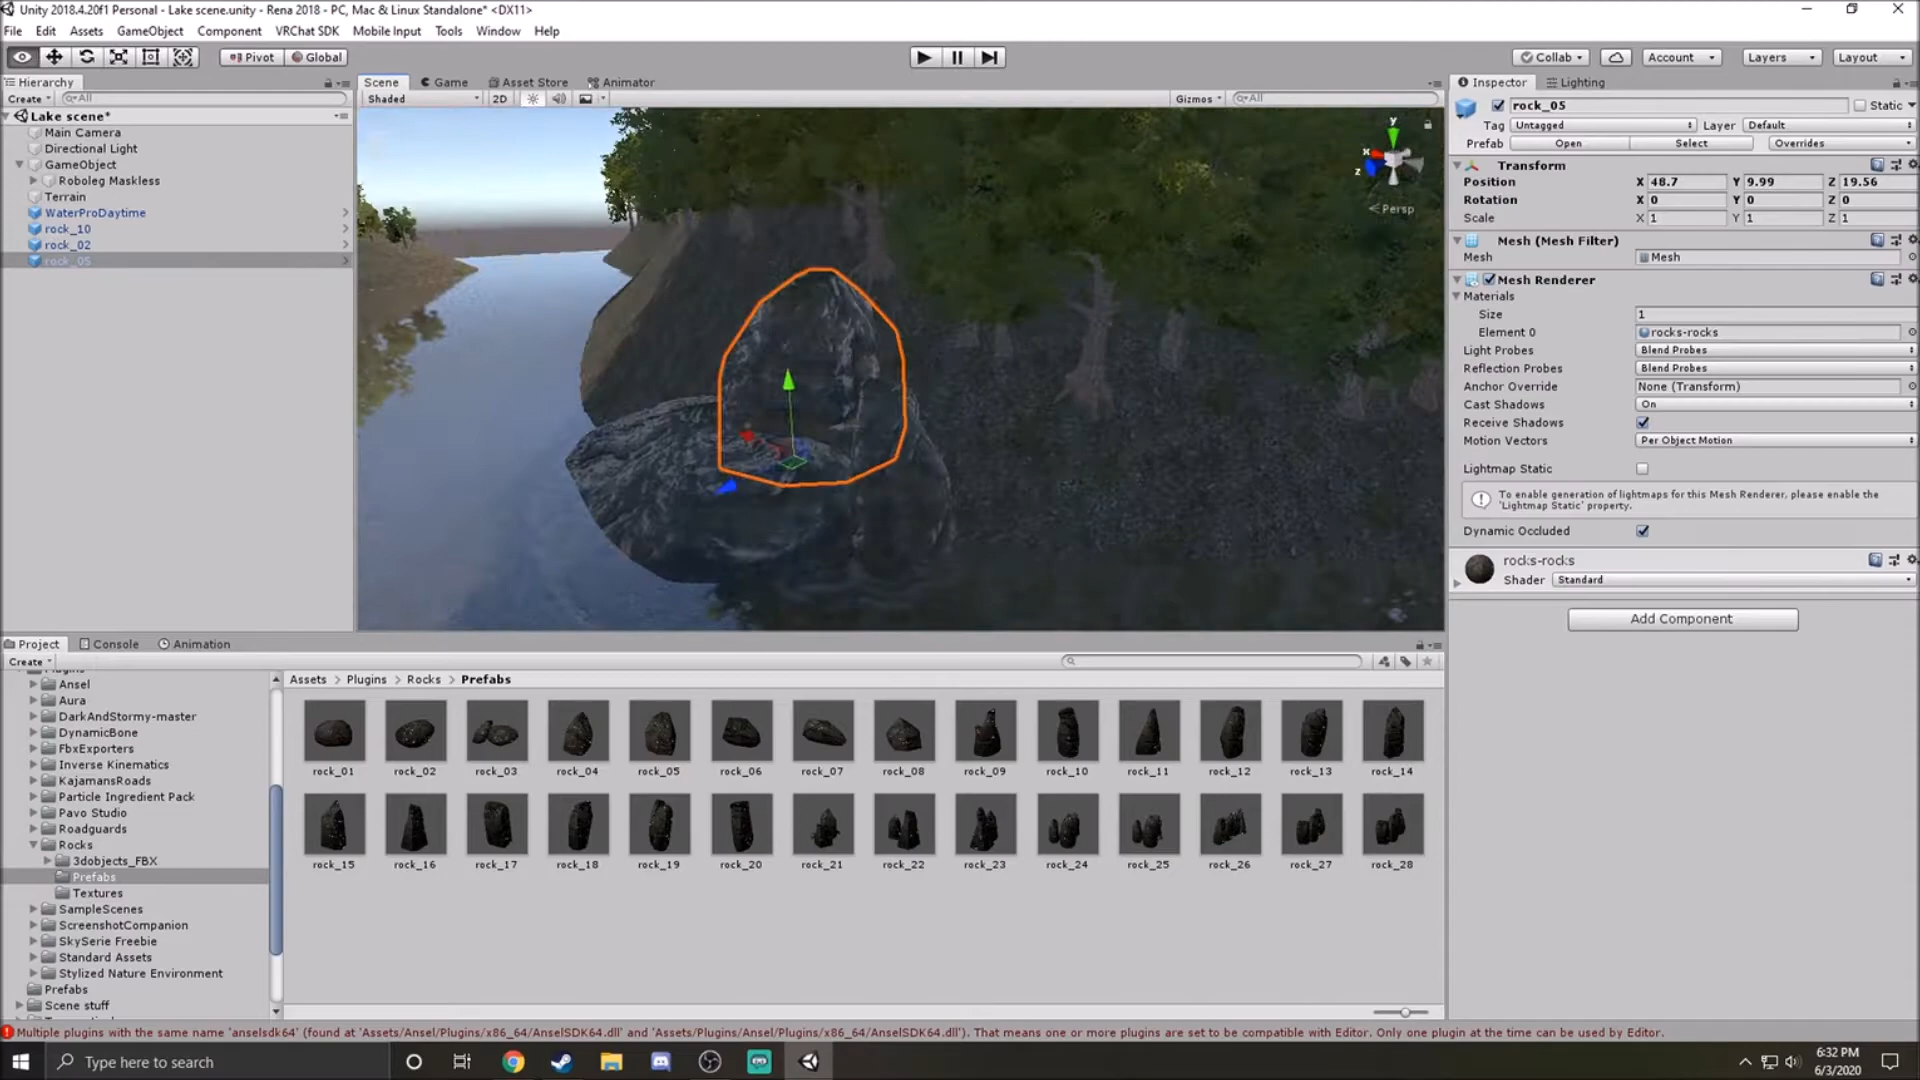 Unity 2018.4.20f1 Personal - Lake scene.unity - Rena 2018 - PC, Mac & Linux Standalone* <DX11>
File Edit Assets GameObject Component VRChat SDK Mobile Input Tools Window Help
Pivot Global Collab Account Layers Layout
Hierarchy Scene Game Asset Store Animator Inspector Lighting
Create All Shaded 2D Gizmos All
rock_05 Static
Lake scene*
Tag Untagged Layer Default
Main Camera
Prefab Open Select Overrides
Directional Light
GameObject
Transform
Roboleg Maskless
Position X 48.7 Y 9.99 Z 19.56
Terrain
Rotation X 0 Y 0 Z 0
WaterProDaytime
Scale X 1 Y 1 Z 1
rock_10
rock_02
rock_05
y
x
z
Persp
Mesh (Mesh Filter)
Mesh Mesh
Mesh Renderer
Materials
Size 1
Element 0 rocks-rocks
Light Probes Blend Probes
Reflection Probes Blend Probes
Anchor Override None (Transform)
Cast Shadows On
Receive Shadows
Motion Vectors Per Object Motion
Lightmap Static
To enable generation of lightmaps for this Mesh Renderer, please enable the
'Lightmap Static' property.
Dynamic Occluded
rocks-rocks
Shader Standard
Add Component
Project Console Animation
Create
Plugins
Ansel
Aura
DarkAndStormy-master
DynamicBone
FbxExporters
Inverse Kinematics
KajamansRoads
Particle Ingredient Pack
Pavo Studio
Roadguards
Rocks
3dobjects_FBX
Prefabs
Textures
SampleScenes
ScreenshotCompanion
SkySerie Freebie
Standard Assets
Stylized Nature Environment
Prefabs
Scene stuff
Assets > Plugins > Rocks > Prefabs
rock_01 rock_02 rock_03 rock_04 rock_05 rock_06 rock_07 rock_08 rock_09 rock_10 rock_11 rock_12 rock_13 rock_14
rock_15 rock_16 rock_17 rock_18 rock_19 rock_20 rock_21 rock_22 rock_23 rock_24 rock_25 rock_26 rock_27 rock_28
Multiple plugins with the same name 'anselsdk64' (found at 'Assets/Ansel/Plugins/x86_64/AnselSDK64.dll' and 'Assets/Plugins/Ansel/Plugins/x86_64/AnselSDK64.dll'). That means one or more plugins are set to be compatible with Editor. Only one plugin at the time can be used by Editor.
Type here to search
6:32 PM
6/3/2020